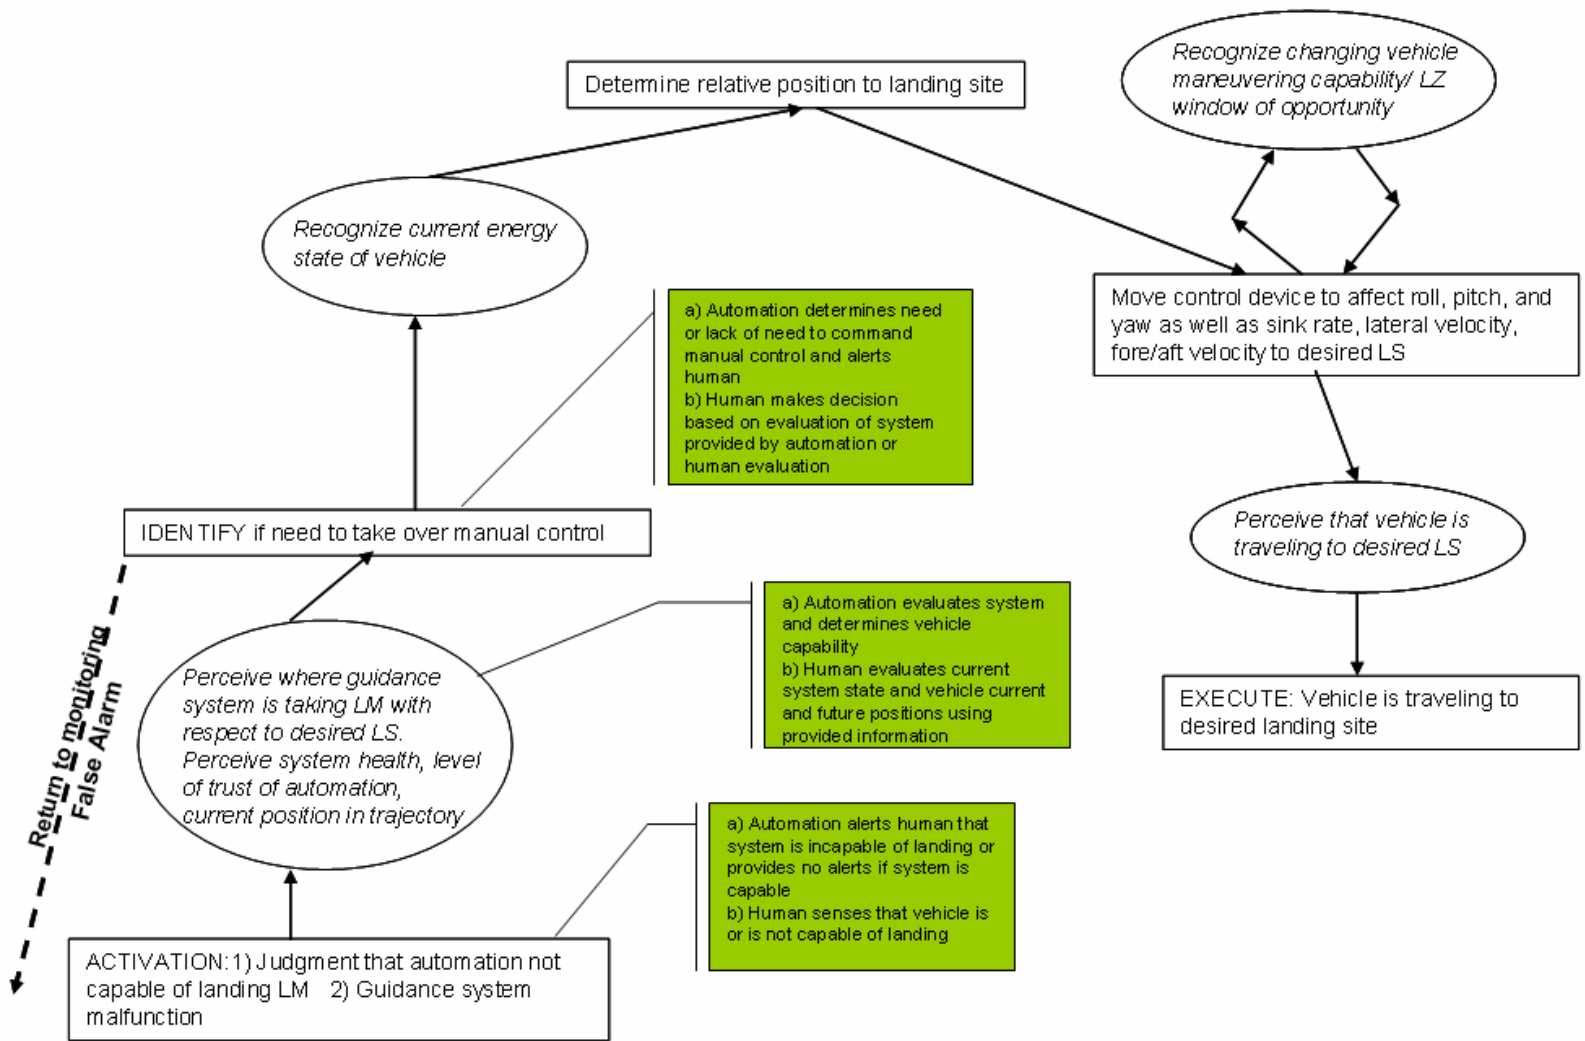 Recognize changing vehicle
maneuvering capability/ LZ
window of opportunity
Determine relative position to landing site
Recognize current energy
state of vehicle
Move control device to affect roll, pitch, and
yaw as well as sink rate, lateral velocity,
fore/aft velocity to desired LS
a) Automation determines need
or lack of need to command
manual control and alerts
human
b) Human makes decision
based on evaluation of system
provided by automation or
human evaluation
IDENTIFY if need to take over manual control
Perceive that vehicle is
traveling to desired LS
a) Automation evaluates system
and determines vehicle
capability
b) Human evaluates current
system state and vehicle current
and future positions using
provided information
Return to monitoring
False Alarm
Perceive where guidance
system is taking LM with
respect to desired LS.
Perceive system health, level
of trust of automation,
current position in trajectory
EXECUTE: Vehicle is traveling to
desired landing site
a) Automation alerts human that
system is incapable of landing or
provides no alerts if system is
capable
b) Human senses that vehicle is
or is not capable of landing
ACTIVATION:1) Judgment that automation not
capable of landing LM 2) Guidance system
malfunction